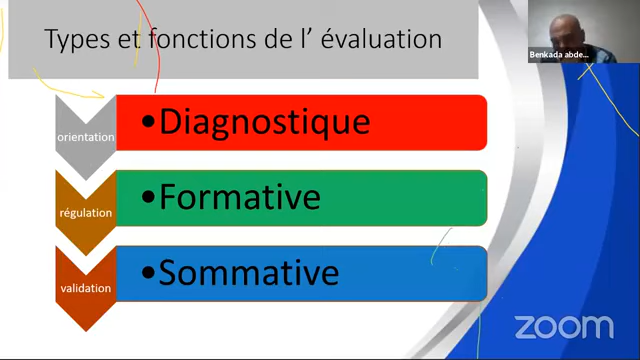 Types et fonctions de l’ évaluation
Benkada abde...
orientation
•Diagnostique
régulation
•Formative
validation
•Sommative
zoom